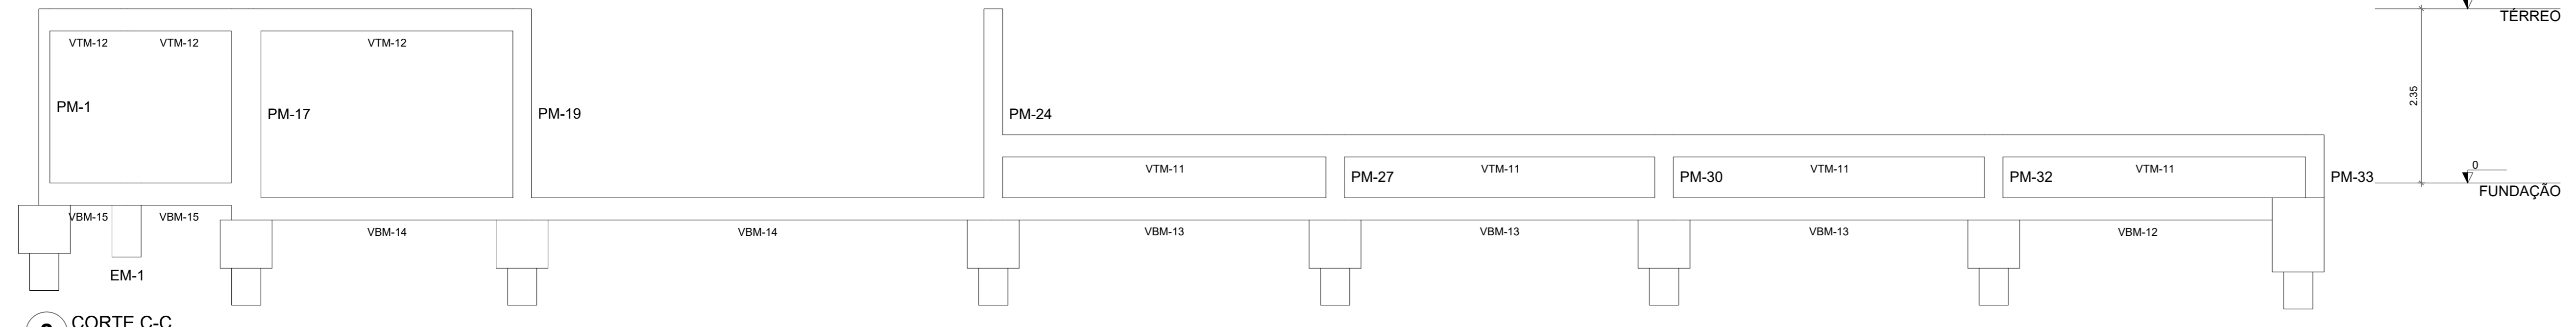 TÉRREO
VTM-12 VTM-12 VTM-12
PM-1 PM-17 PM-19 PM-24
2.35
VTM-11 VTM-11 VTM-11 VTM-11
0
PM-27 PM-30 PM-32 PM-33
FUNDAÇÃO
VBM-15 VBM-15
VBM-14 VBM-14 VBM-13 VBM-13 VBM-13 VBM-12
EM-1
CORTE C-C